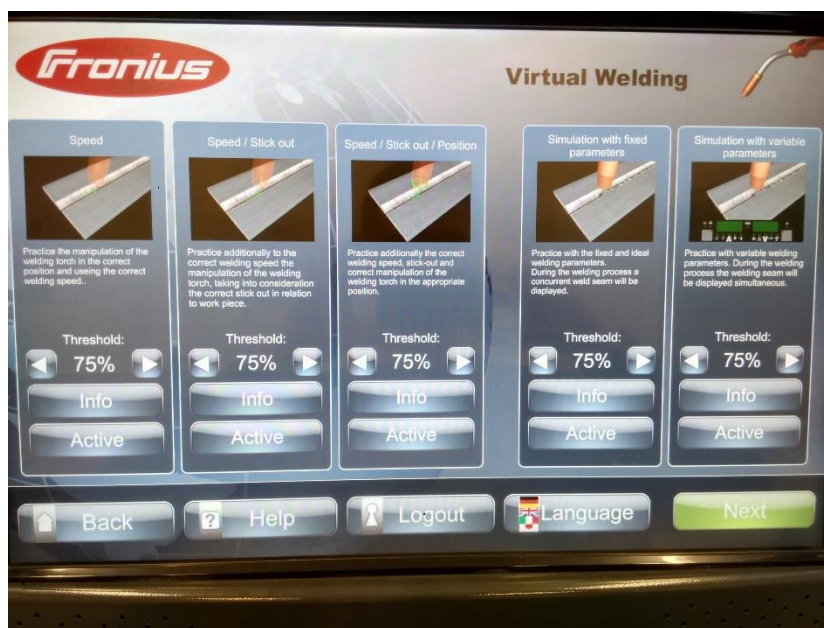 Fronius
Virtual Welding
Speed
Practice the manipulation of the
welding torch in the correct
position and useing the correct
welding speed..
Threshold:
75%
Info
Active
Speed / Stick out
Practice additionally to the
correct welding speed the
manipulation of the welding
torch, taking into consideration
the correct stick out in relation
to work piece.
Threshold:
75%
Info
Active
Speed / Stick out / Position
Practice additionally the correct
welding speed, stick-out and
correct manipulation of the
welding torch in the appropriate
position.
Threshold:
75%
Info
Active
Simulation with fixed
parameters
Practice with the fixed and ideal
welding parameters.
During the welding process a
concurrent weld seem will be
displayed.
Threshold:
75%
Info
Active
Simulation with variable
parameters
A
V
Practice with variable welding
parameters. During the welding
process the welding seam will
be displayed simultaneous.
Threshold:
75%
Info
Active
Back
? Help
Logout
Language
Next